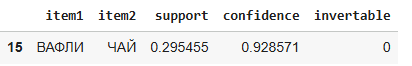 item1 item2 support confidence invertable
15 ВАФЛИ ЧАЙ 0.295455 0.928571 0